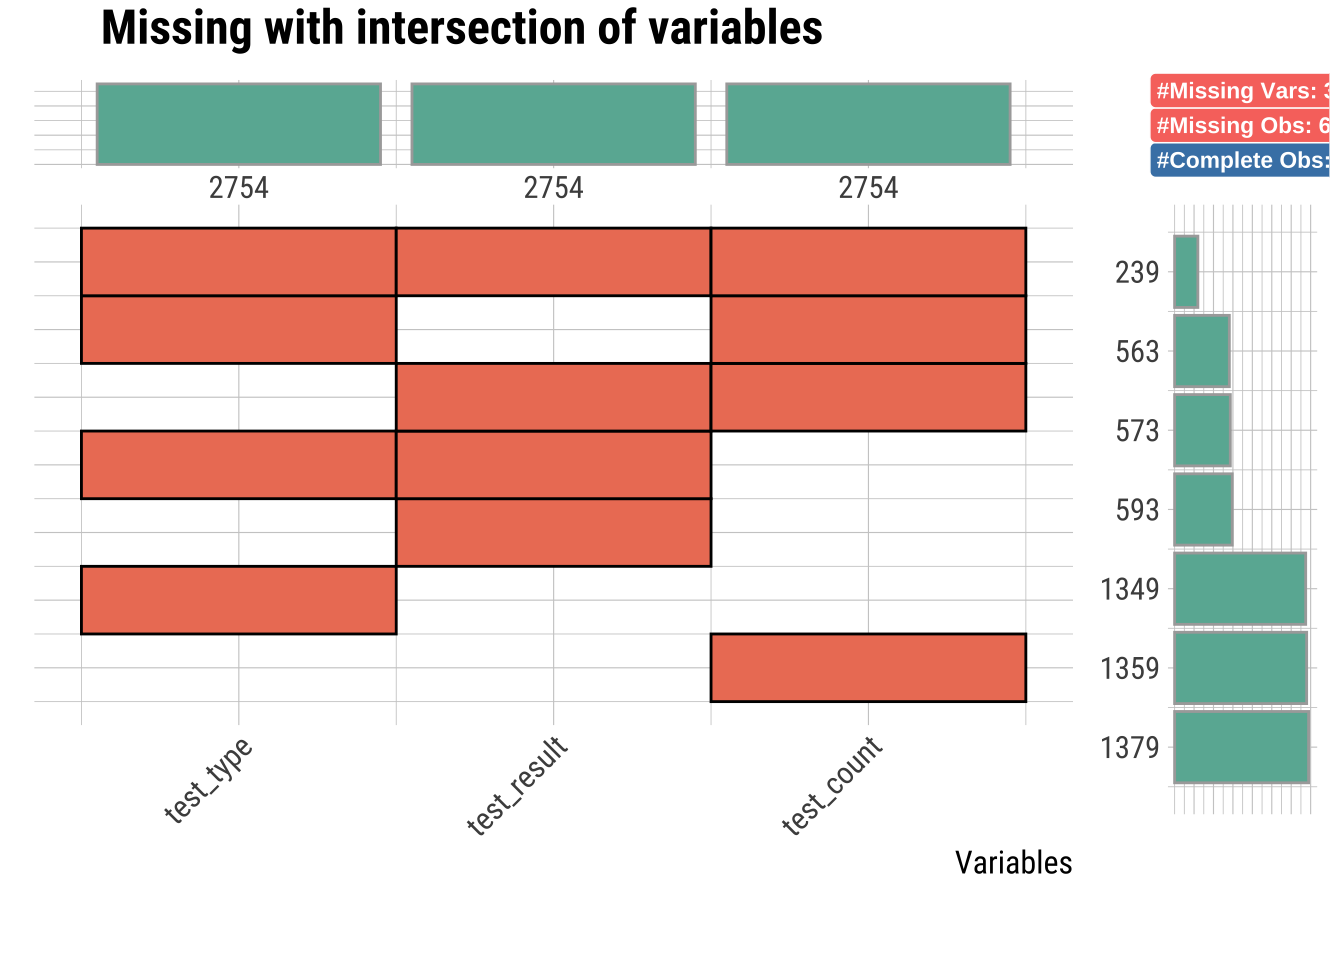 Missing with intersection of variables
#Missing Vars: 3
#Missing Obs: 6
#Complete Obs:
2754 2754 2754
239
563
573
593
1349
1359
1379
test_type test_result test_count
Variables